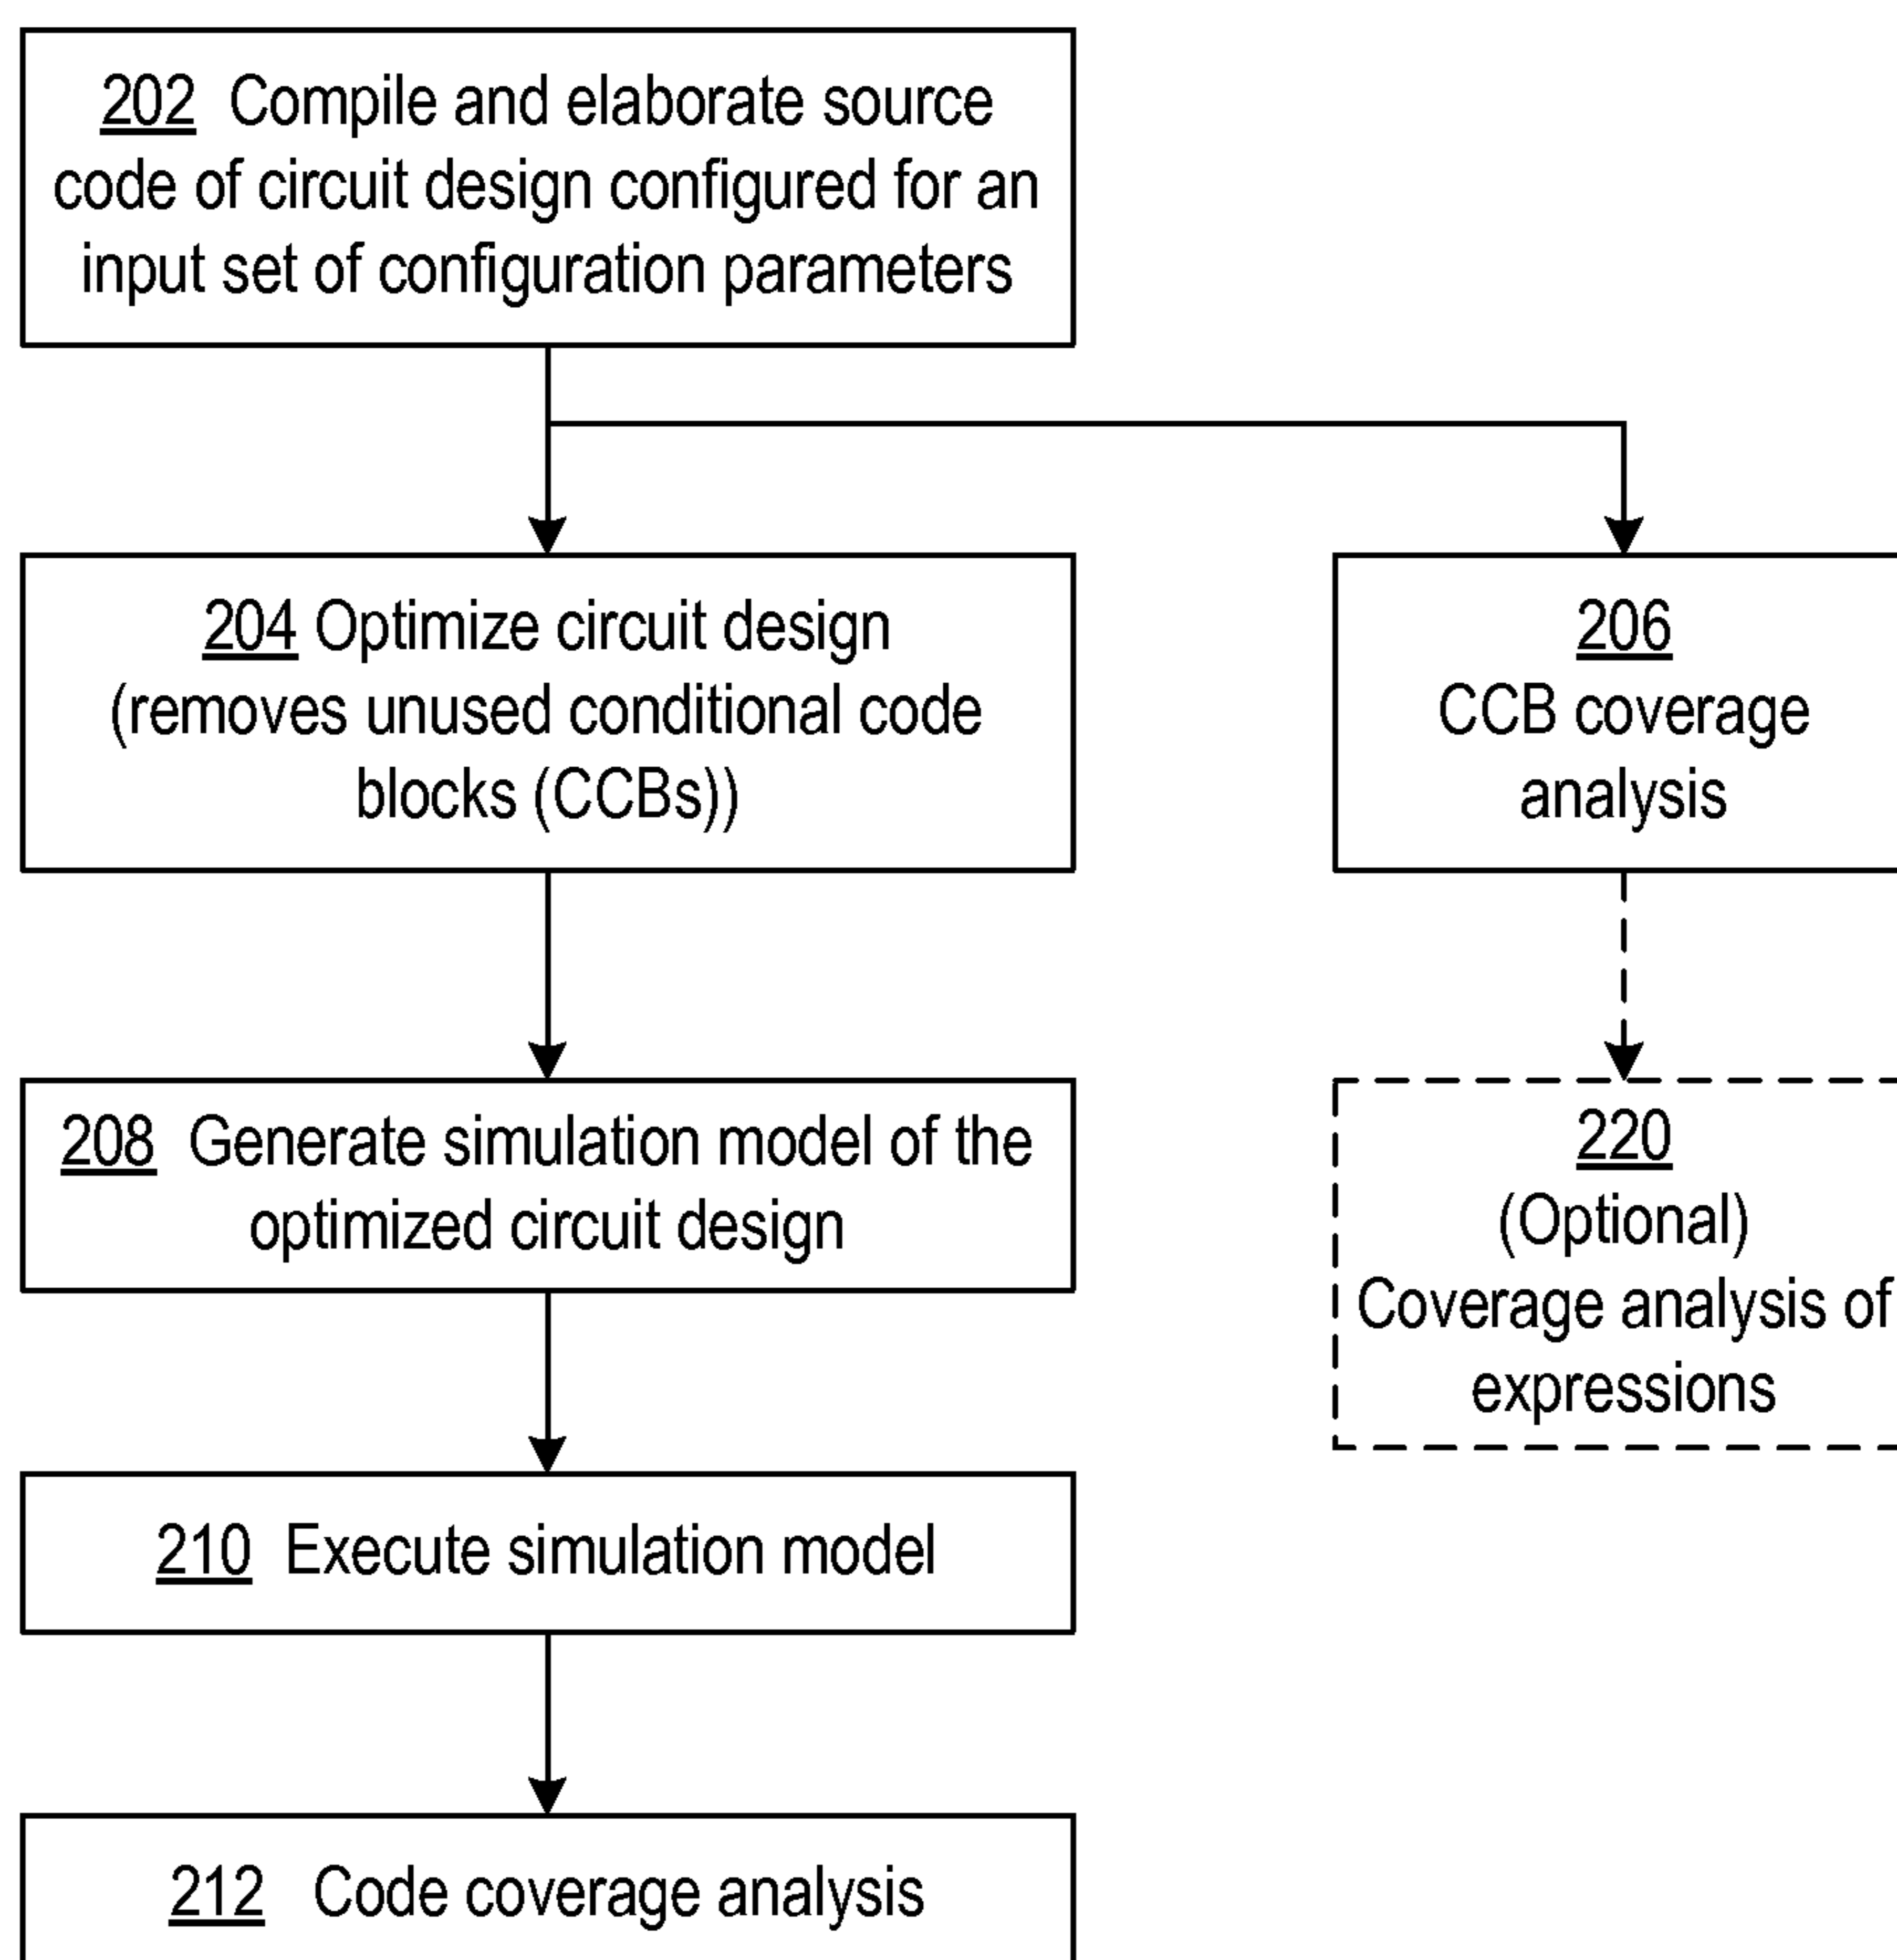 202 Compile and elaborate source
code of circuit design configured for an
input set of configuration parameters
204 Optimize circuit design
(removes unused conditional code
blocks (CCBs))
206
CCB coverage
analysis
208 Generate simulation model of the
optimized circuit design
220
(Optional)
Coverage analysis of
expressions
210 Execute simulation model
212 Code coverage analysis